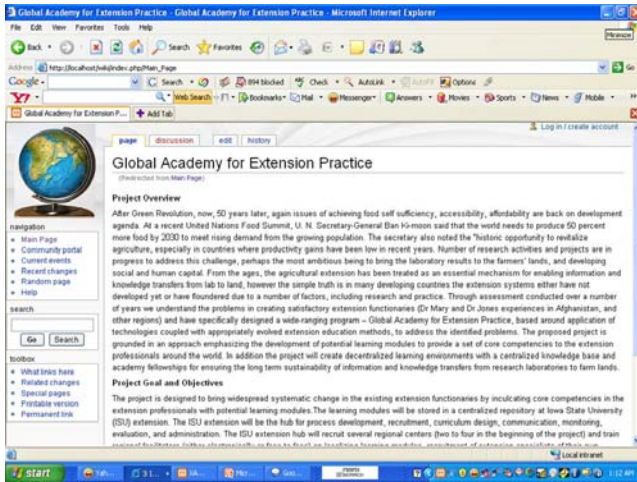 Global Academy for Extension Practice - Global Academy for Extension Practice - Microsoft Internet Explorer
File Edit View Favorites Tools Help
Minimize
Back Search Favorites
Address http://localhost/wiki/index.php/Main_Page Go
Google Search 894 blocked Check AutoLink AutoFill Options
Web Search Bookmarks Mail Messenger Answers Movies Sports News Mobile
Global Academy for Extension P... Add Tab
Log in / create account
page discussion edit history
Global Academy for Extension Practice
(Redirected from Main Page)
Project Overview
After Green Revolution, now, 50 years later, again issues of achieving food self sufficiency, accessibility, affordability are back on development
agenda. At a recent United Nations Food Summit, U. N. Secretary-General Ban Ki-moon said that the world needs to produce 50 percent
more food by 2030 to meet rising demand from the growing population. The secretary also noted the "historic opportunity to revitalize
agriculture, especially in countries where productivity gains have been low in recent years. Number of research activities and projects are in
progress to address this challenge, perhaps the most ambitious being to bring the laboratory results to the farmers' lands, and developing
social and human capital. From the ages, the agricultural extension has been treated as an essential mechanism for enabling information and
knowledge transfers from lab to land, however the simple truth is in many developing countries the extension systems either have not
developed yet or have floundered due to a number of factors, including research and practice. Through assessment conducted over a number
of years we understand the problems in creating satisfactory extension functionaries (Dr Mary and Dr Jones experiences in Afghanistan, and
other regions) and have specifically designed a wide-ranging program – Global Academy for Extension Practice, based around application of
technologies coupled with appropriately evolved extension education methods, to address the identified problems. The proposed project is
grounded in an approach emphasizing the development of potential learning modules to provide a set of core competencies to the extension
professionals around the world. In addition the project will create decentralized learning environments with a centralized knowledge base and
academy fellowships for ensuring the long term sustainability of information and knowledge transfers from research laboratories to farm lands.
Project Goal and Objectives
The project is designed to bring widespread systematic change in the existing extension functionaries by inculcating core competencies in the
extension professionals with potential learning modules.The learning modules will be stored in a centralized repository at Iowa State University
(ISU) extension. The ISU extension will be the hub for process development, recruitment, curriculum design, communication, monitoring,
evaluation, and administration. The ISU extension hub will recruit several regional centers (two to four in the beginning of the project) and train
navigation
Main Page
Community portal
Current events
Recent changes
Random page
Help
search
Go Search
toolbox
What links here
Related changes
Special pages
Printable version
Permanent link
Local intranet
start 1:12 AM